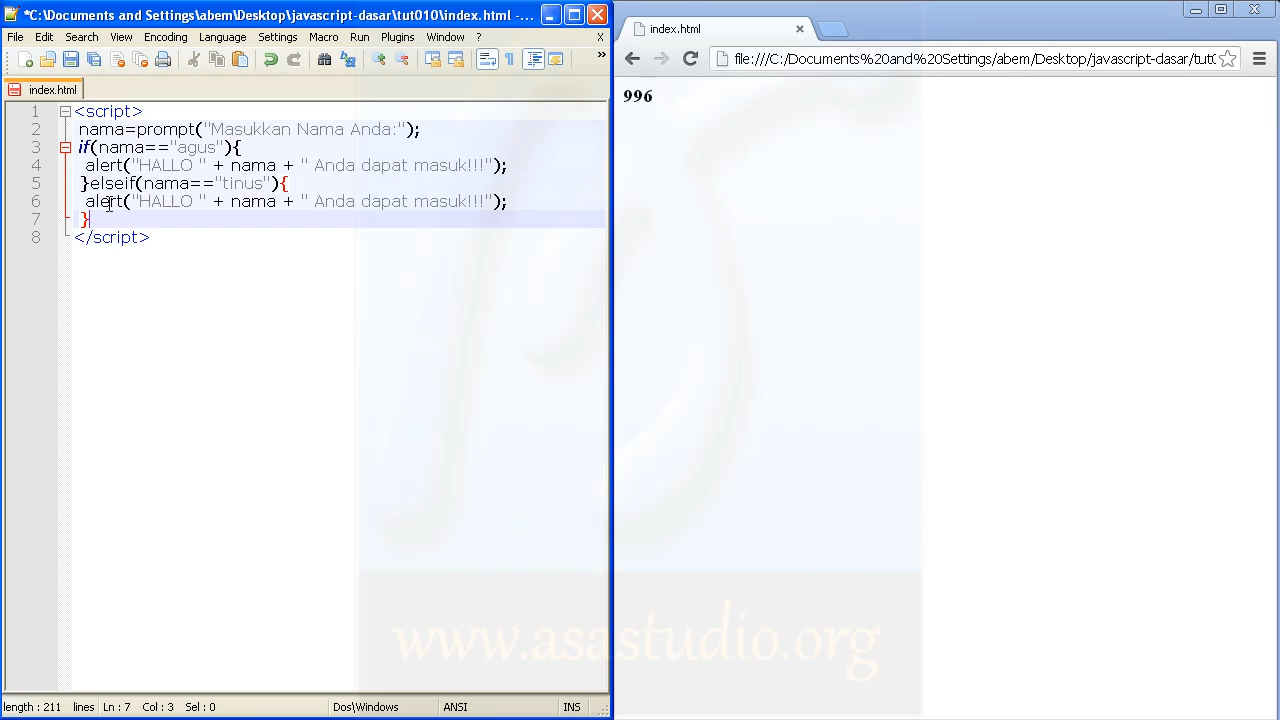 *C:\Documents and Settings\abem\Desktop\javascript-dasar\tut010\index.html -...
File Edit Search View Encoding Language Settings Macro Run Plugins Window ? X
index.html
1 <script>
2 nama=prompt("Masukkan Nama Anda:");
3 if(nama=="agus"){
4 alert("HALLO " + nama + " Anda dapat masuk!!!");
5 }elseif(nama=="tinus"){
6 alert("HALLO " + nama + " Anda dapat masuk!!!");
7 }
8 </script>
length : 211 lines Ln : 7 Col : 3 Sel : 0 Dos\Windows ANSI INS
index.html
file:///C:/Documents%20and%20Settings/abem/Desktop/javascript-dasar/tut0
996
www.asastudio.org